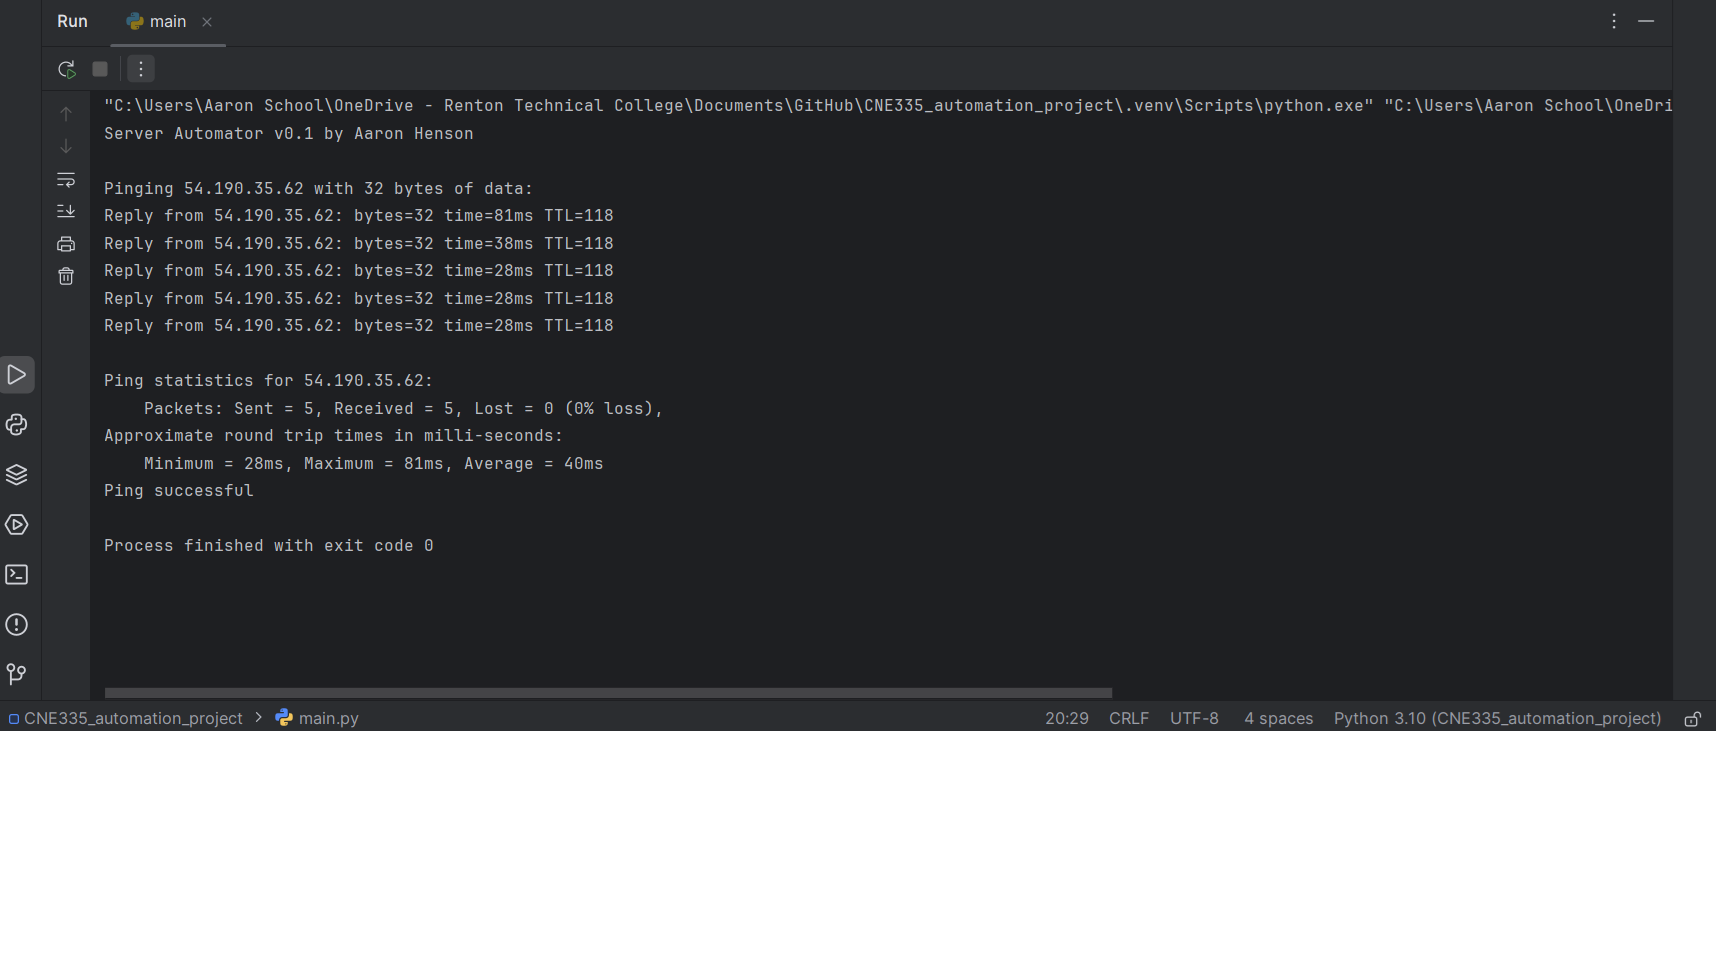 Run main
"C:\Users\Aaron School\OneDrive - Renton Technical College\Documents\GitHub\CNE335_automation_project\.venv\Scripts\python.exe" "C:\Users\Aaron School\OneDri
Server Automator v0.1 by Aaron Henson
Pinging 54.190.35.62 with 32 bytes of data:
Reply from 54.190.35.62: bytes=32 time=81ms TTL=118
Reply from 54.190.35.62: bytes=32 time=38ms TTL=118
Reply from 54.190.35.62: bytes=32 time=28ms TTL=118
Reply from 54.190.35.62: bytes=32 time=28ms TTL=118
Reply from 54.190.35.62: bytes=32 time=28ms TTL=118
Ping statistics for 54.190.35.62:
    Packets: Sent = 5, Received = 5, Lost = 0 (0% loss),
Approximate round trip times in milli-seconds:
    Minimum = 28ms, Maximum = 81ms, Average = 40ms
Ping successful
Process finished with exit code 0
CNE335_automation_project > main.py 20:29 CRLF UTF-8 4 spaces Python 3.10 (CNE335_automation_project)